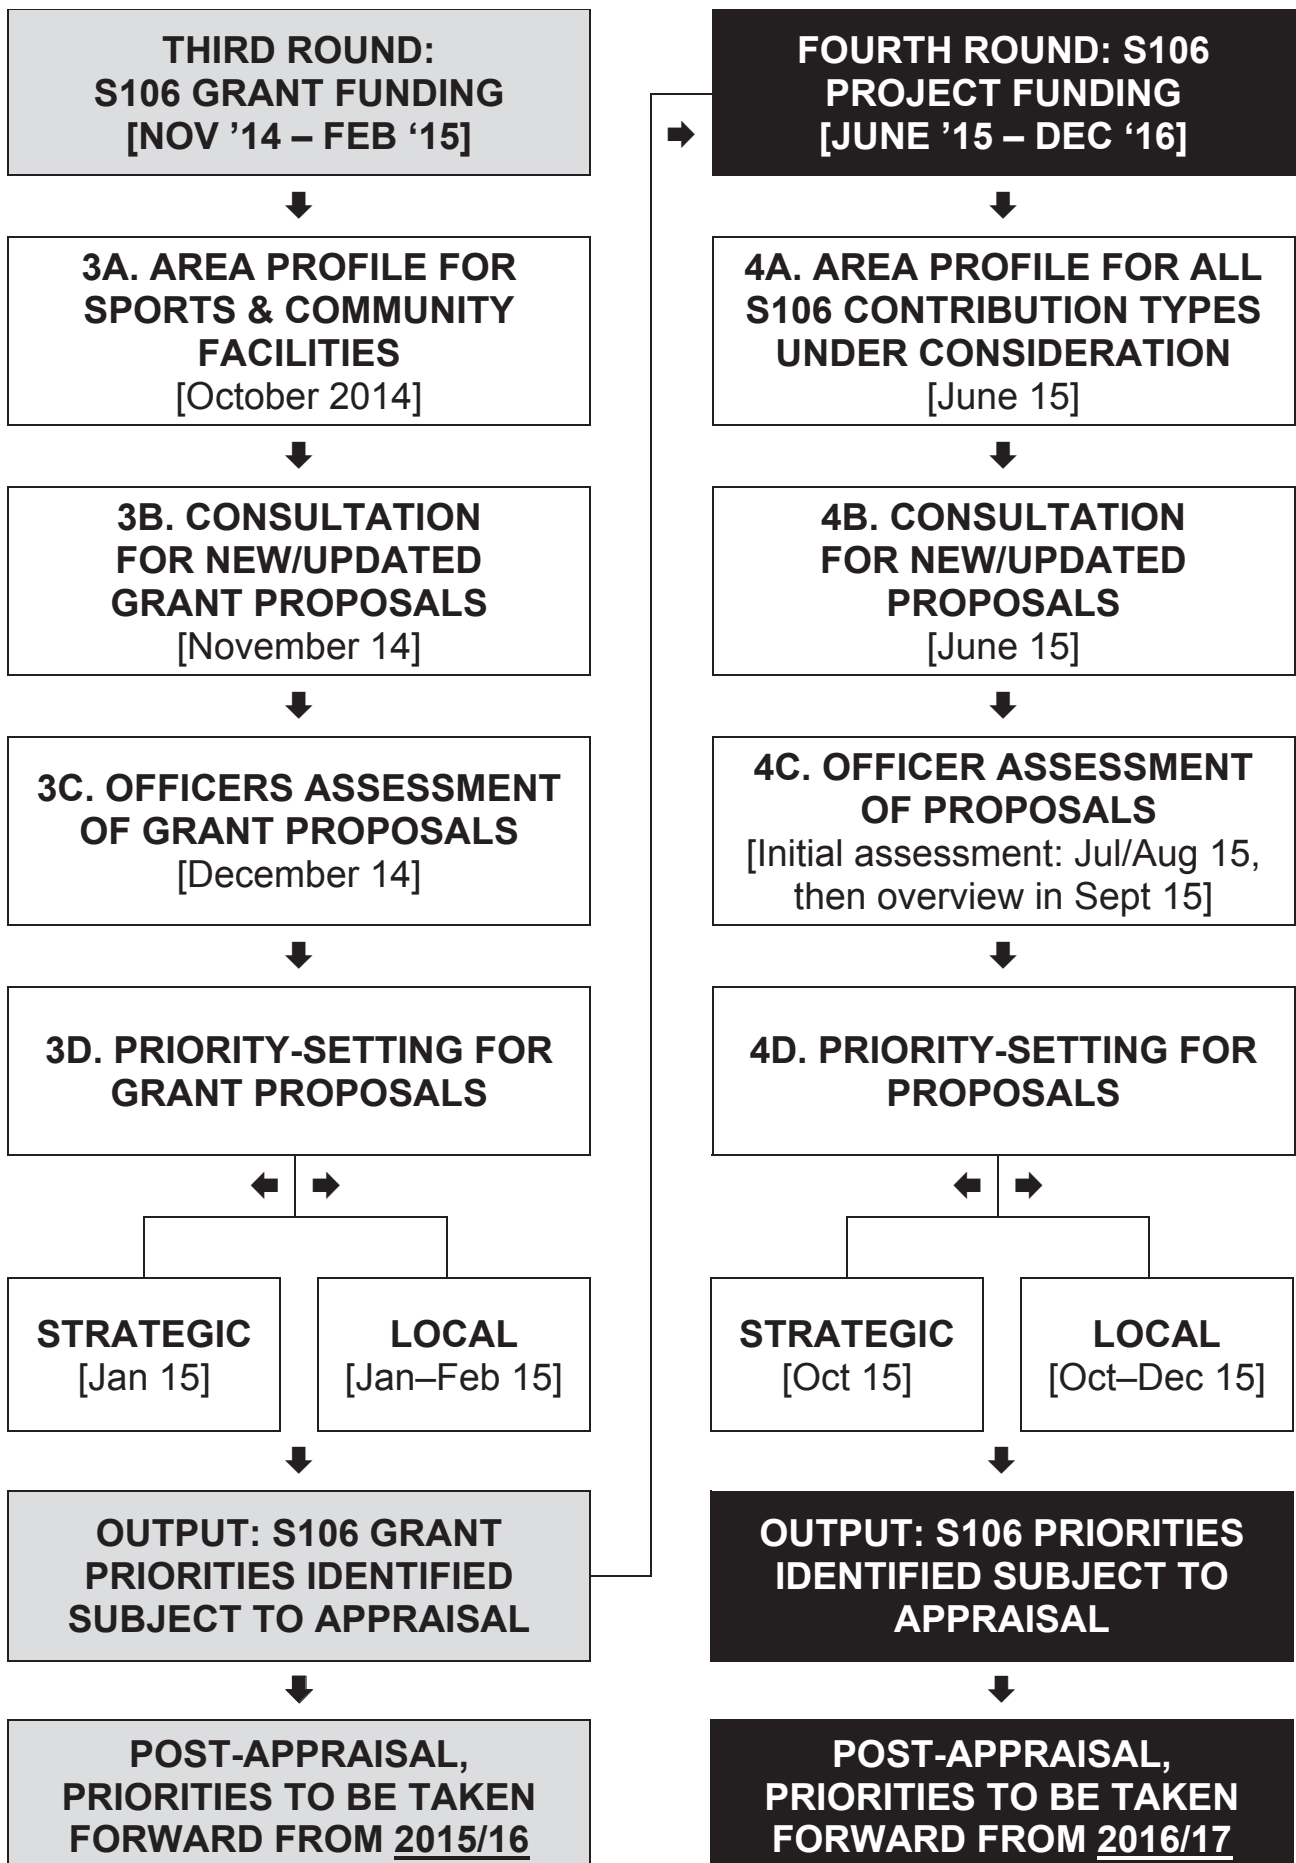 THIRD ROUND:
S106 GRANT FUNDING
[NOV ’14 – FEB ‘15]
3A. AREA PROFILE FOR
SPORTS & COMMUNITY
FACILITIES
[October 2014]
3B. CONSULTATION
FOR NEW/UPDATED
GRANT PROPOSALS
[November 14]
3C. OFFICERS ASSESSMENT
OF GRANT PROPOSALS
[December 14]
3D. PRIORITY-SETTING FOR
GRANT PROPOSALS
STRATEGIC
[Jan 15]
LOCAL
[Jan–Feb 15]
OUTPUT: S106 GRANT
PRIORITIES IDENTIFIED
SUBJECT TO APPRAISAL
POST-APPRAISAL,
PRIORITIES TO BE TAKEN
FORWARD FROM 2015/16
FOURTH ROUND: S106
PROJECT FUNDING
[JUNE ’15 – DEC ‘16]
4A. AREA PROFILE FOR ALL
S106 CONTRIBUTION TYPES
UNDER CONSIDERATION
[June 15]
4B. CONSULTATION
FOR NEW/UPDATED
PROPOSALS
[June 15]
4C. OFFICER ASSESSMENT
OF PROPOSALS
[Initial assessment: Jul/Aug 15,
then overview in Sept 15]
4D. PRIORITY-SETTING FOR
PROPOSALS
STRATEGIC
[Oct 15]
LOCAL
[Oct–Dec 15]
OUTPUT: S106 PRIORITIES
IDENTIFIED SUBJECT TO
APPRAISAL
POST-APPRAISAL,
PRIORITIES TO BE TAKEN
FORWARD FROM 2016/17